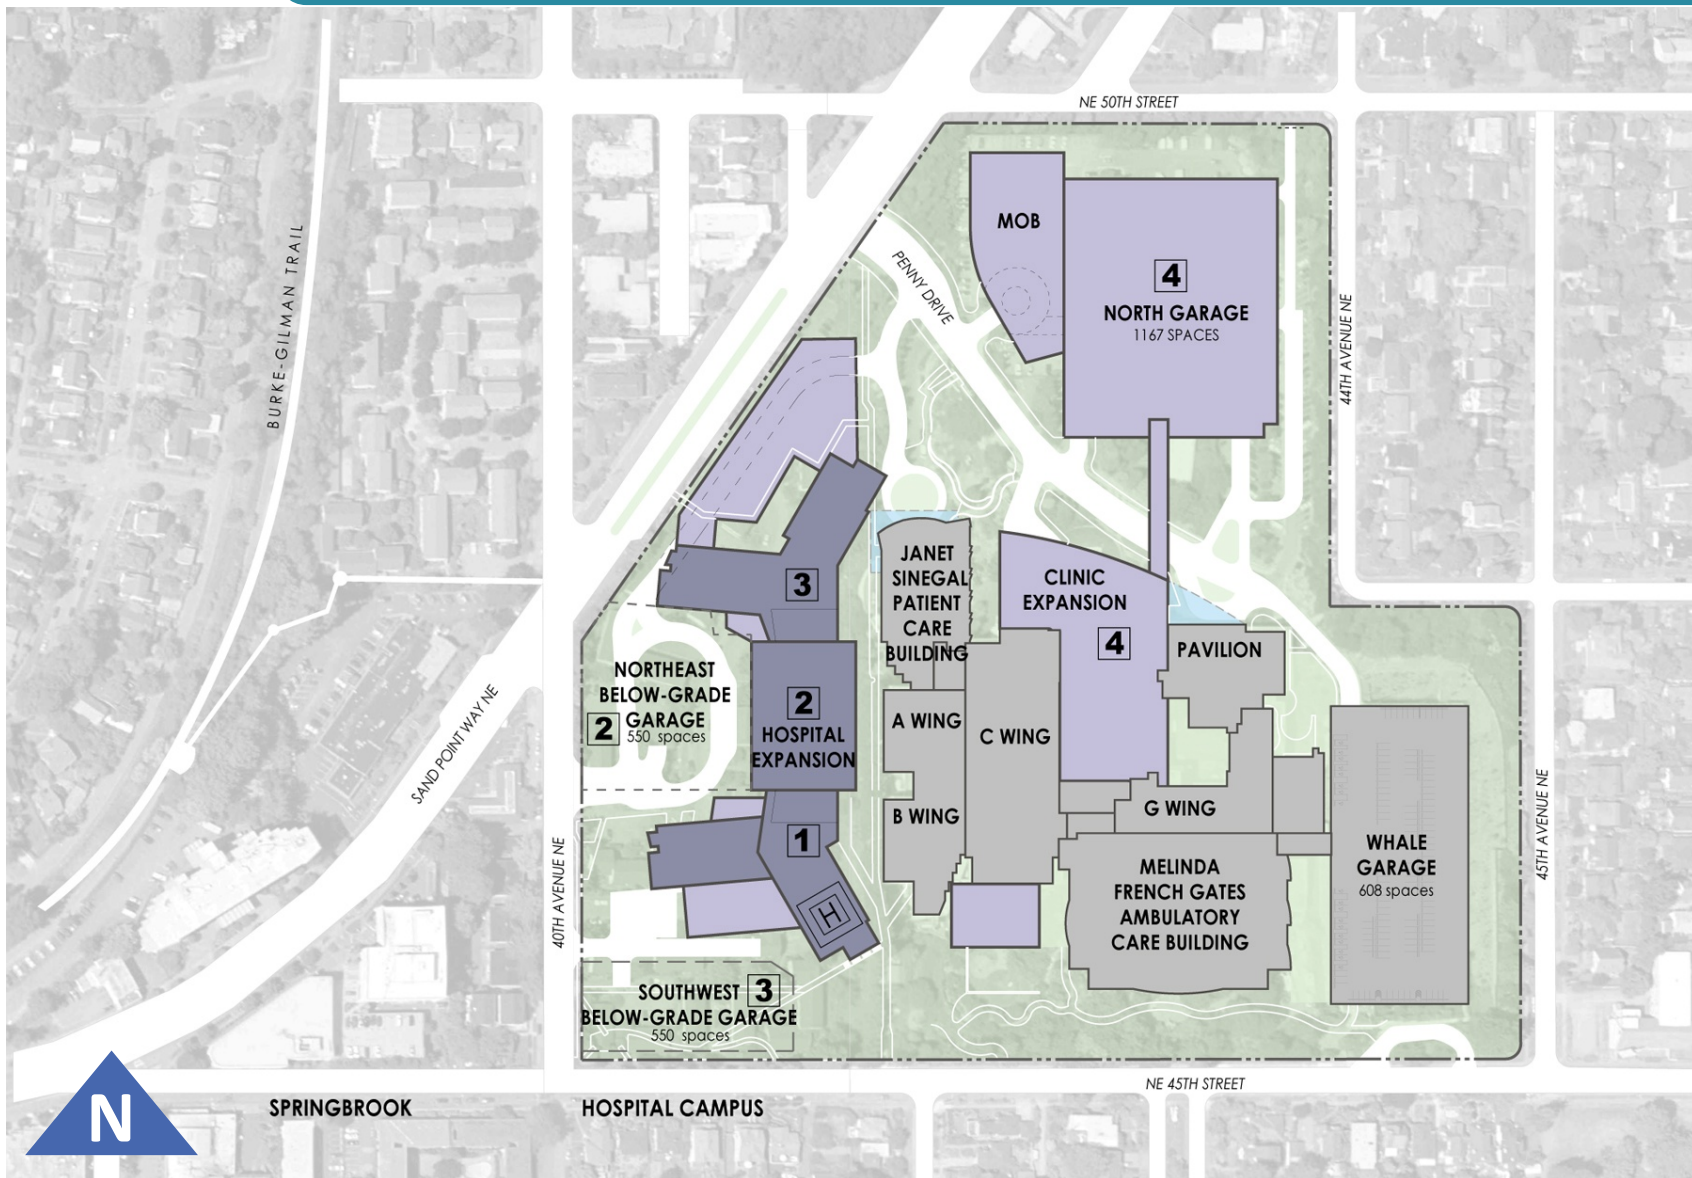 NE 50TH STREET
BURKE-GILMAN TRAIL
MOB
PENNY DRIVE
4
NORTH GARAGE
1167 SPACES
44TH AVENUE NE
JANET
SINEGAL
PATIENT
CARE
BUILDING
CLINIC
EXPANSION
4
PAVILION
3
NORTHEAST
BELOW-GRADE
GARAGE
2
550 spaces
2
HOSPITAL
EXPANSION
A WING
C WING
B WING
G WING
SAND POINT WAY NE
1
H
WHALE
GARAGE
608 spaces
MELINDA
FRENCH GATES
AMBULATORY
CARE BUILDING
40TH AVENUE NE
45TH AVENUE NE
SOUTHWEST 3
BELOW-GRADE GARAGE
550 spaces
NE 45TH STREET
N
SPRINGBROOK
HOSPITAL CAMPUS